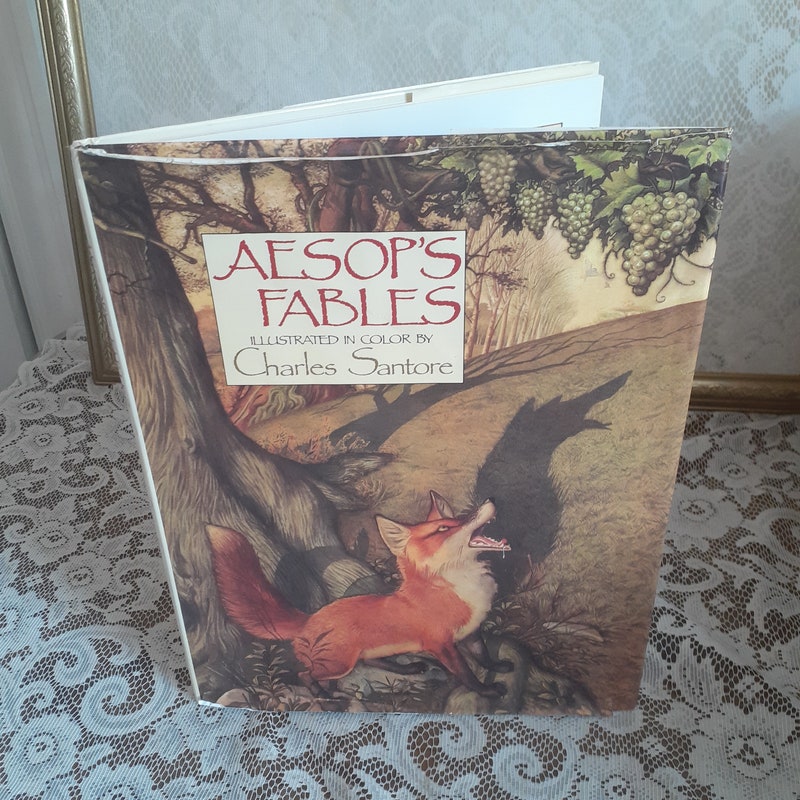 AESOP'S
FABLES
ILLUSTRATED IN COLOR BY
Charles Santore